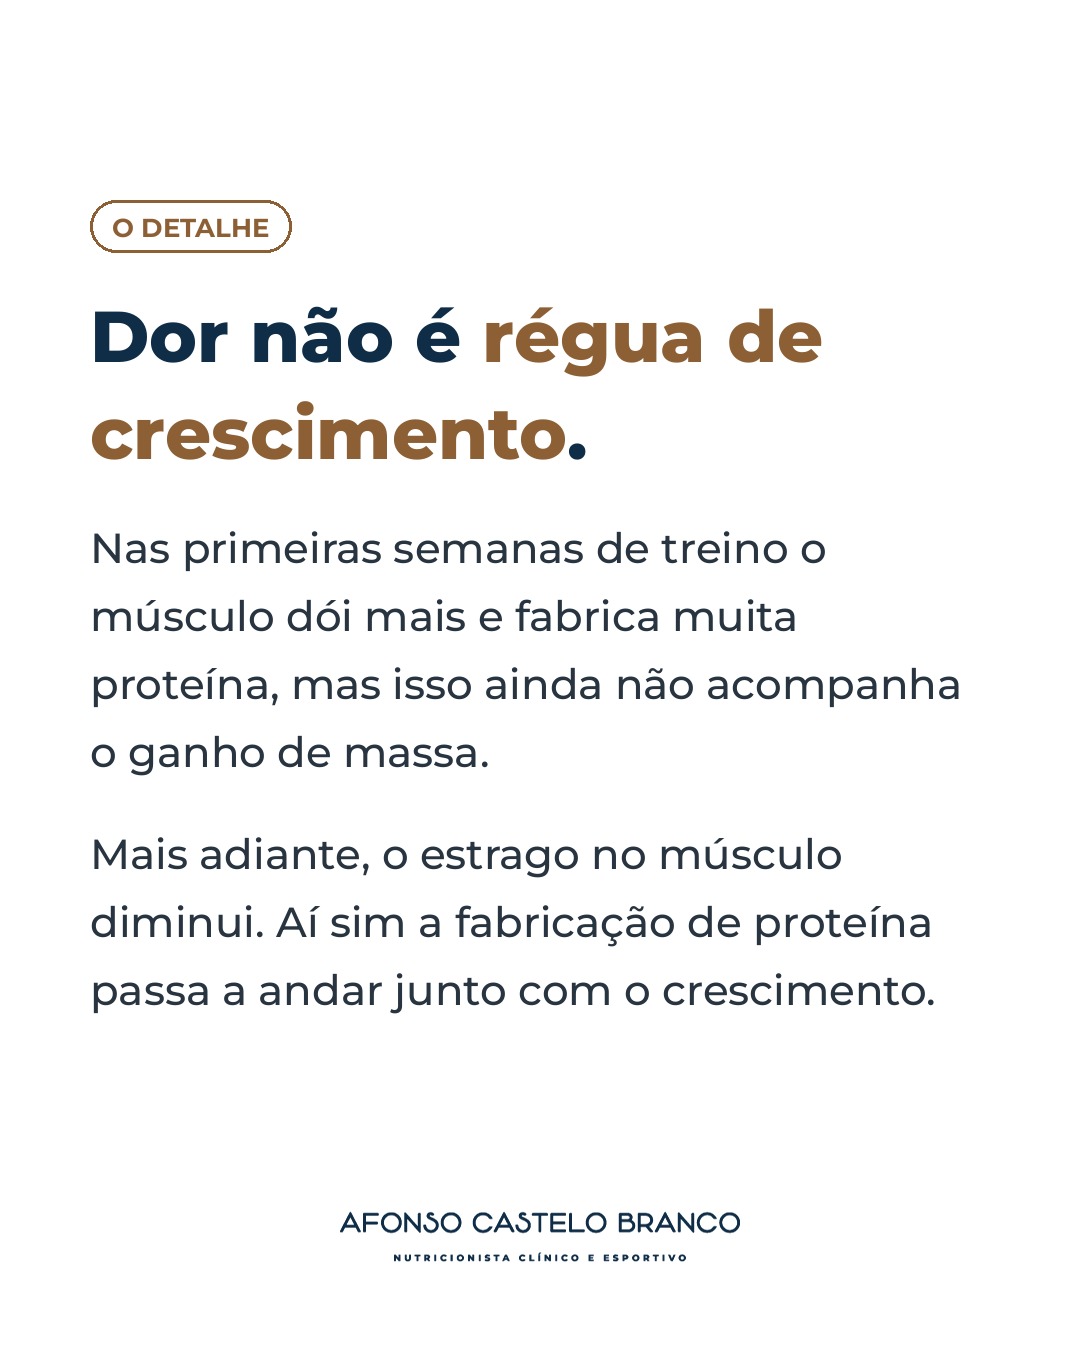 O DETALHE
Dor não é régua de
crescimento.
Nas primeiras semanas de treino o
músculo dói mais e fabrica muita
proteína, mas isso ainda não acompanha
o ganho de massa.
Mais adiante, o estrago no músculo
diminui. Aí sim a fabricação de proteína
passa a andar junto com o crescimento.
AFONSO CASTELO BRANCO
NUTRICIONISTA CLÍNICO E ESPORTIVO